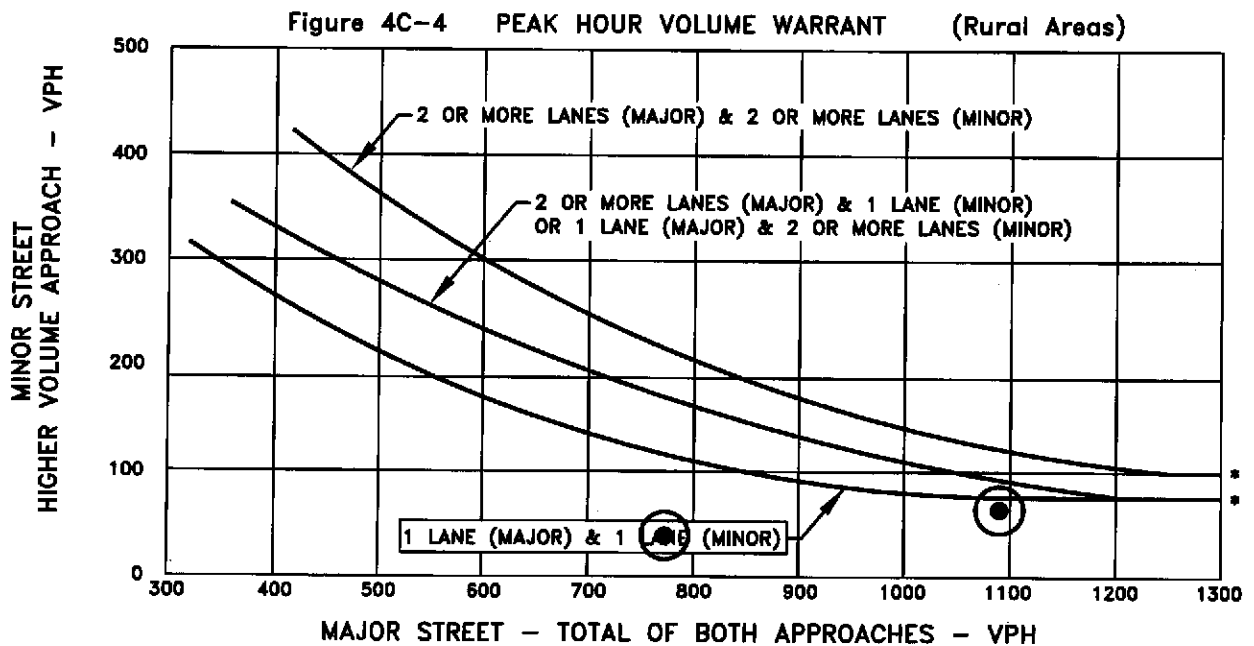 Figure 4C-4 PEAK HOUR VOLUME WARRANT (Rural Areas)
MINOR STREET
HIGHER VOLUME APPROACH - VPH
500
400
300
200
100
0
2 OR MORE LANES (MAJOR) & 2 OR MORE LANES (MINOR)
2 OR MORE LANES (MAJOR) & 1 LANE (MINOR)
OR 1 LANE (MAJOR) & 2 OR MORE LANES (MINOR)
*
*
1 LANE (MAJOR) & 1 LANE (MINOR)
300 400 500 600 700 800 900 1000 1100 1200 1300
MAJOR STREET - TOTAL OF BOTH APPROACHES - VPH